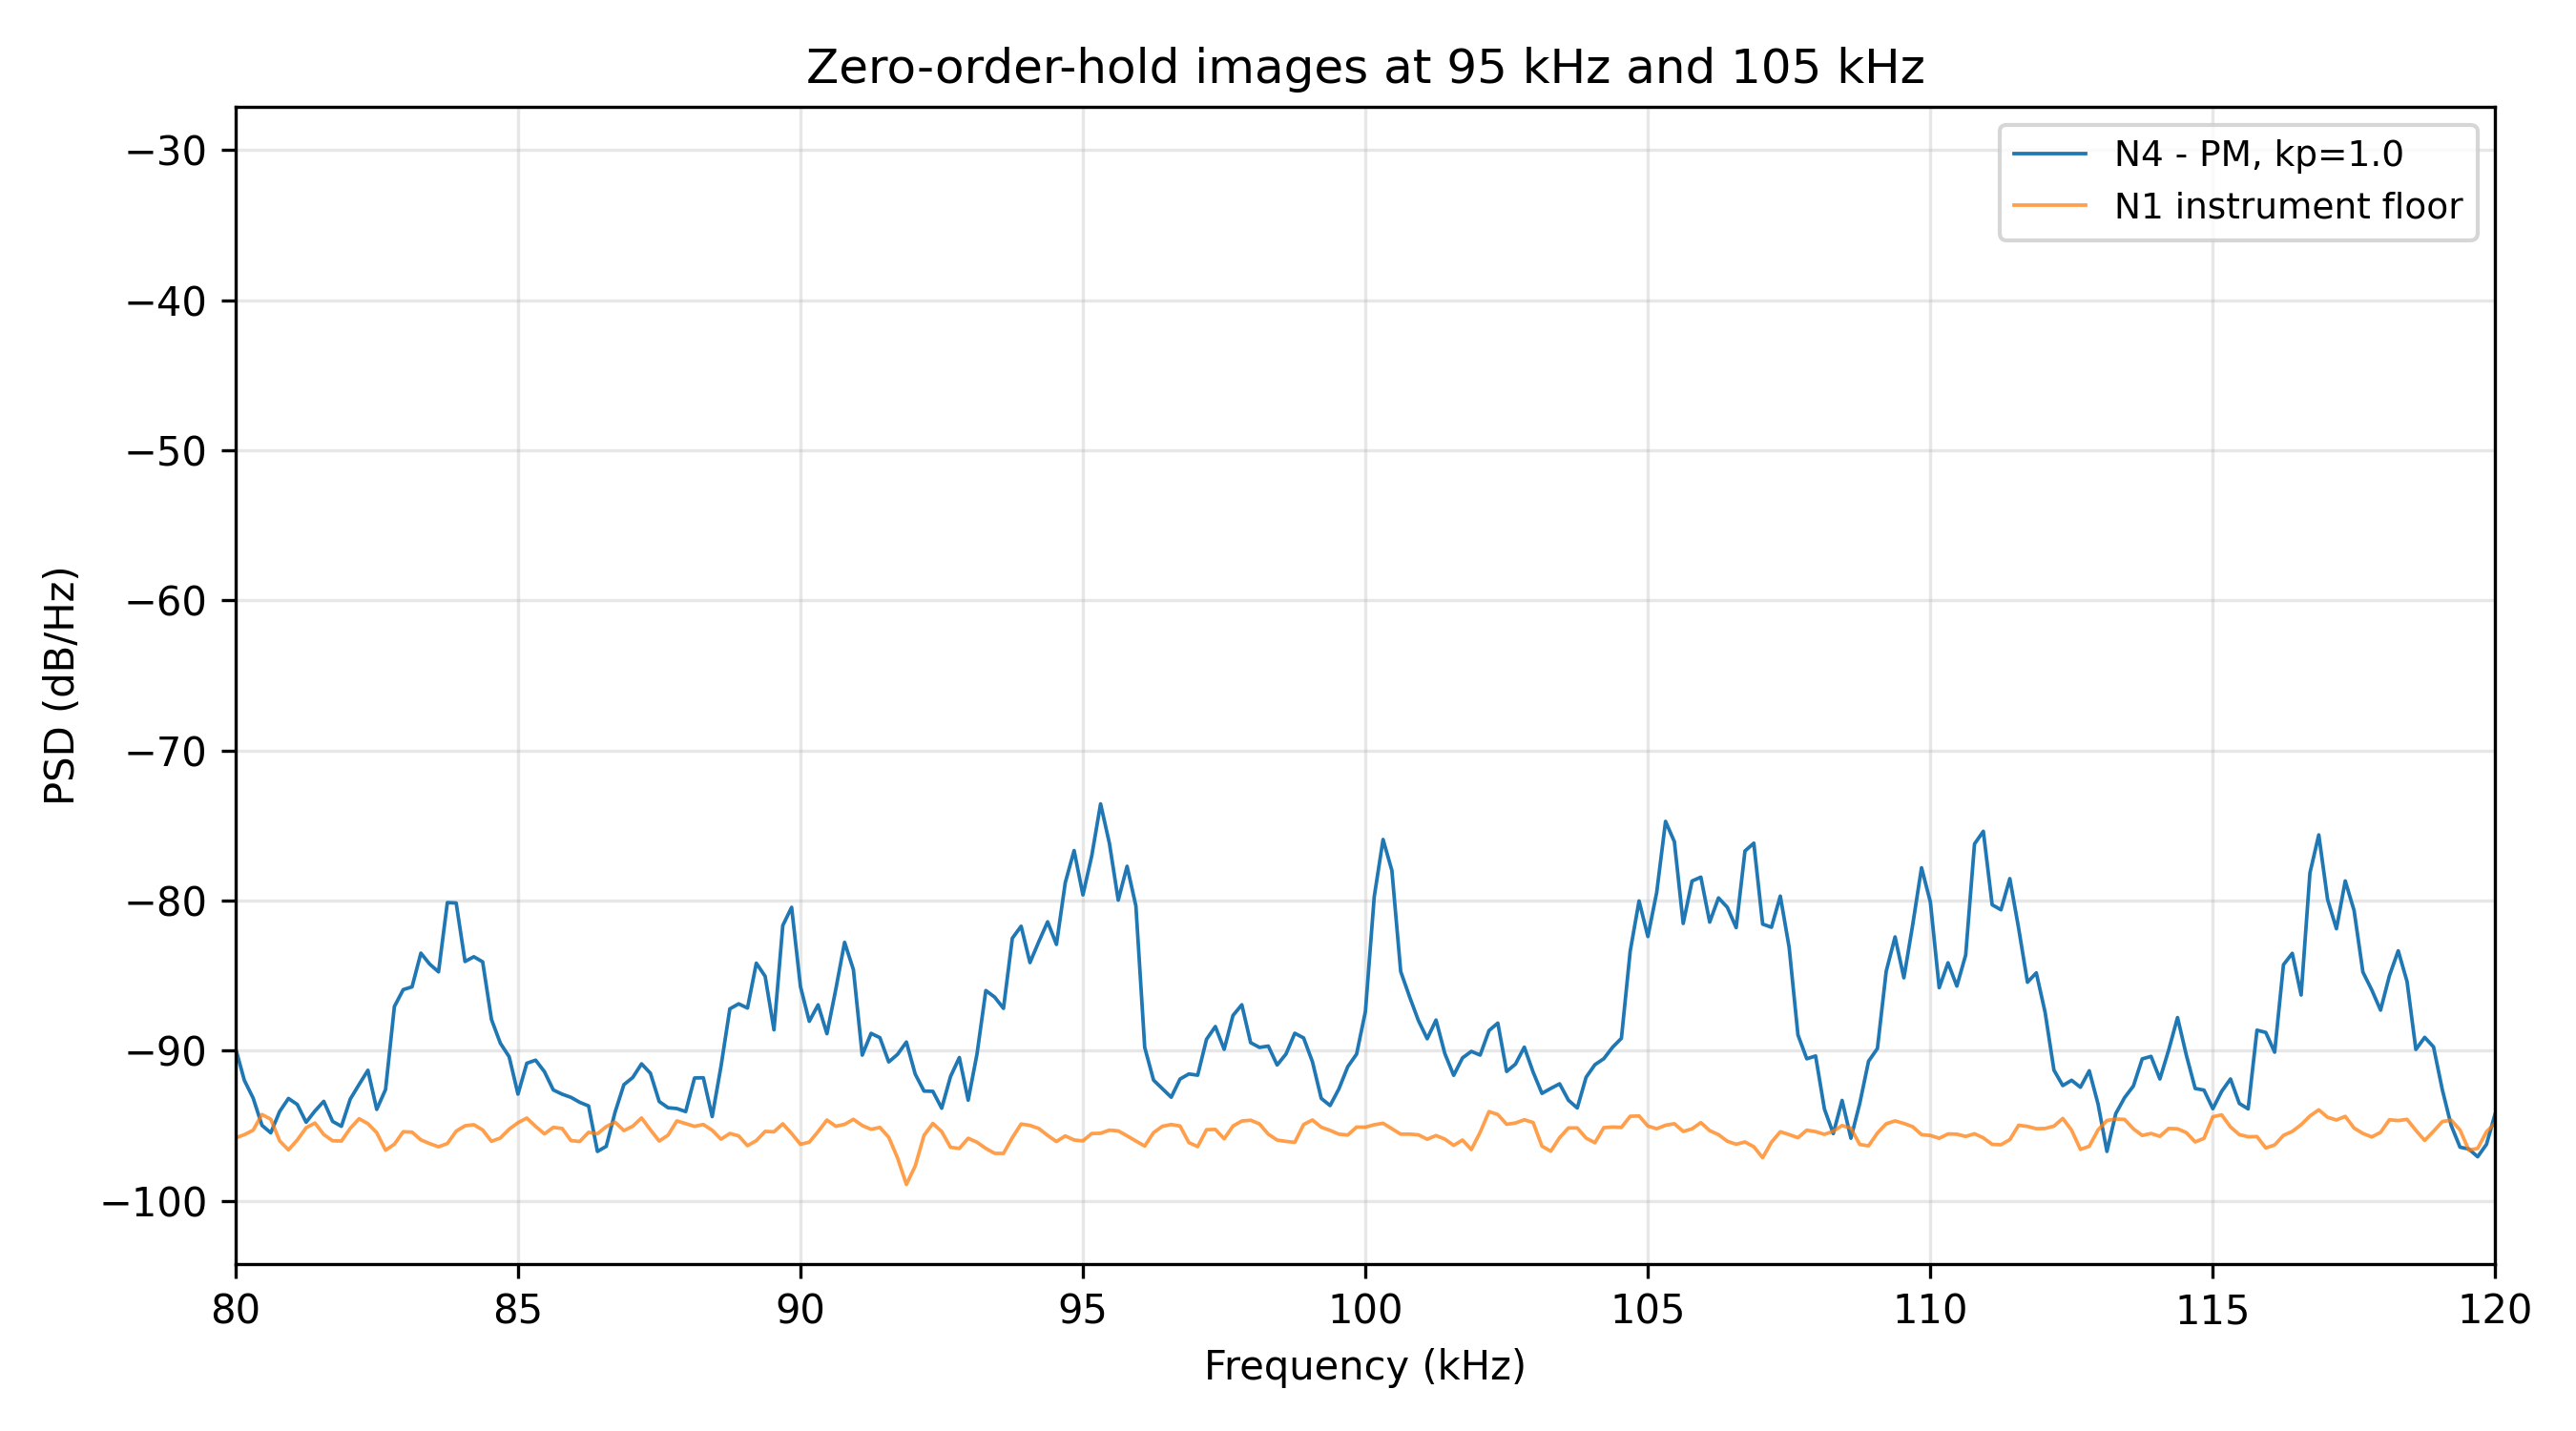 Zero-order-hold images at 95 kHz and 105 kHz
N4 - PM, kp=1.0
N1 instrument floor
PSD (dB/Hz)
−30
−40
−50
−60
−70
−80
−90
−100
80 85 90 95 100 105 110 115 120
Frequency (kHz)